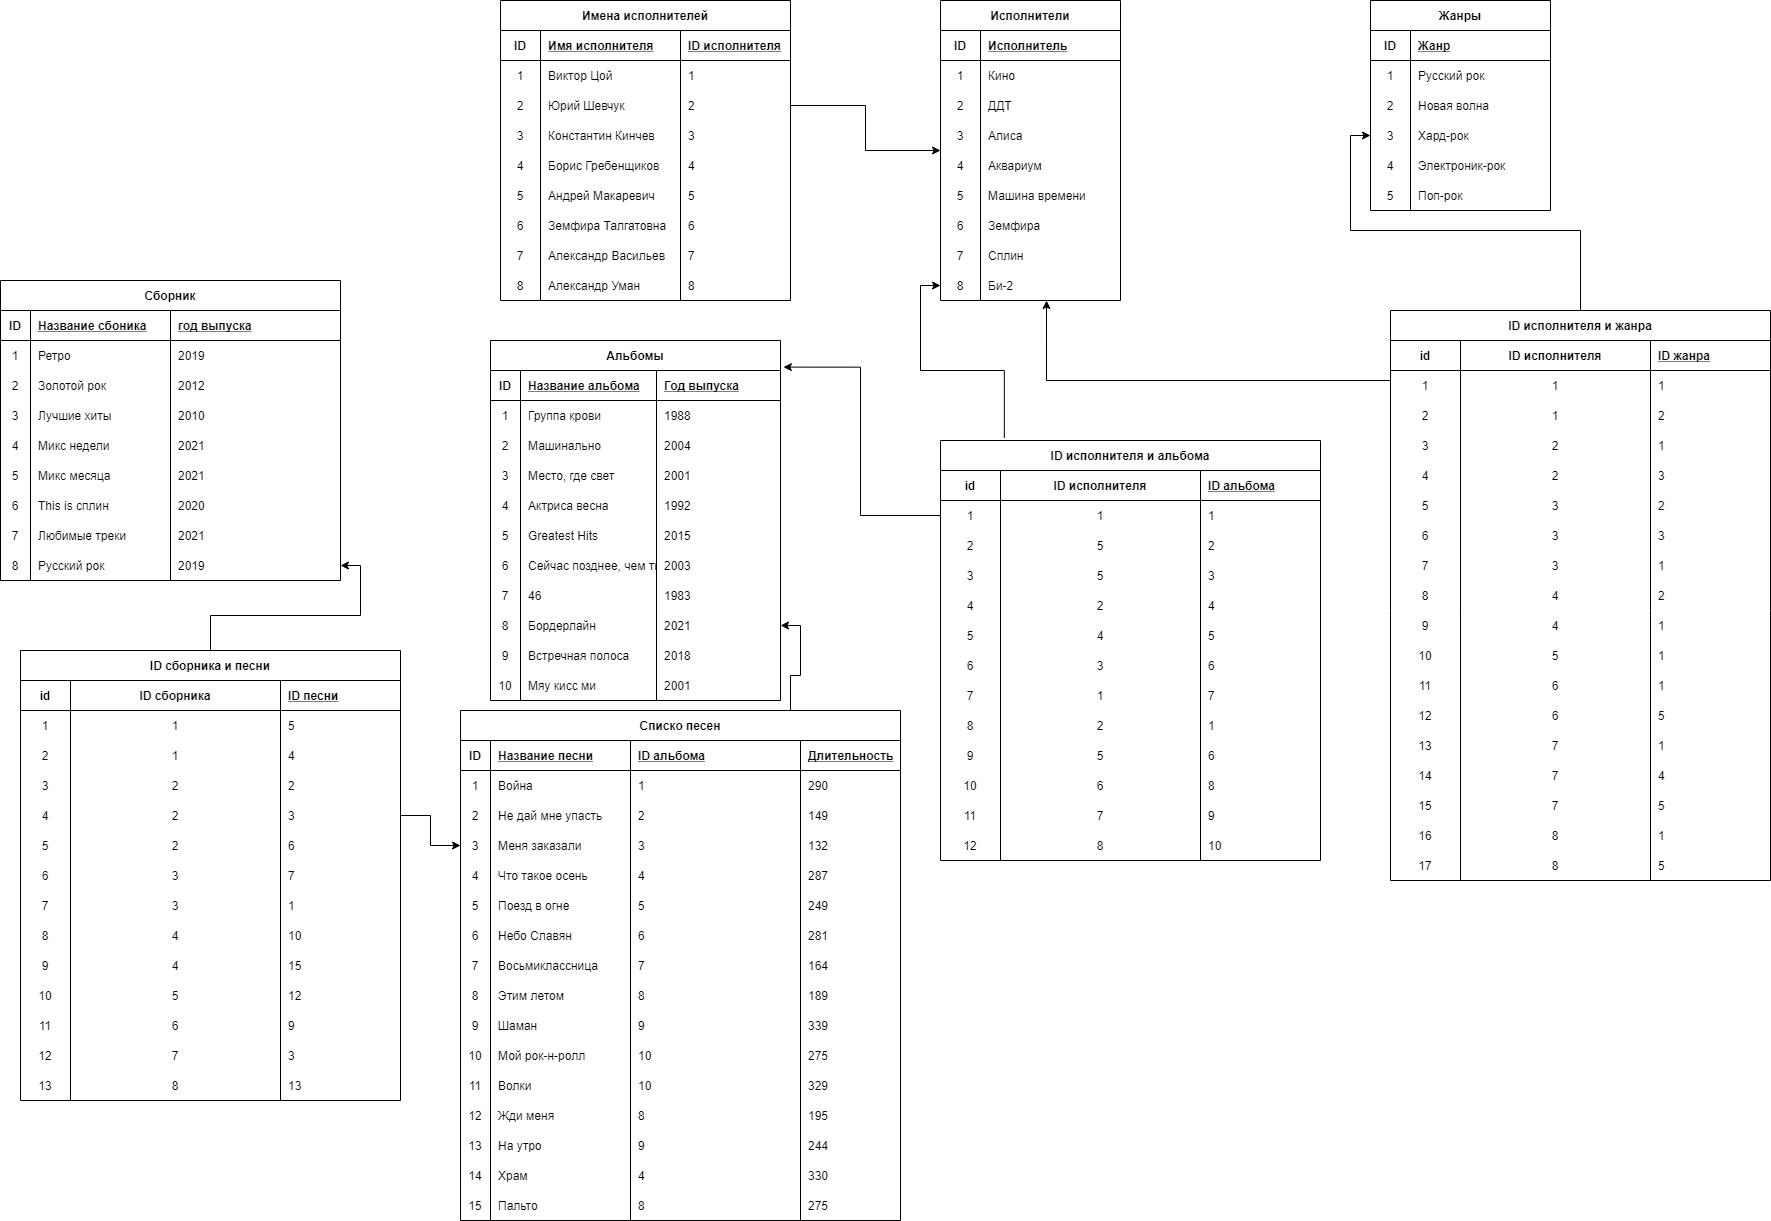 Имена исполнителей
ID Имя исполнителя ID исполнителя
1 Виктор Цой 1
2 Юрий Шевчук 2
3 Константин Кинчев 3
4 Борис Гребенщиков 4
5 Андрей Макаревич 5
6 Земфира Талгатовна 6
7 Александр Васильев 7
8 Александр Уман 8
Исполнители
ID Исполнитель
1 Кино
2 ДДТ
3 Алиса
4 Аквариум
5 Машина времени
6 Земфира
7 Сплин
8 Би-2
Жанры
ID Жанр
1 Русский рок
2 Новая волна
3 Хард-рок
4 Электроник-рок
5 Поп-рок
Сборник
ID Название сбоника год выпуска
1 Ретро 2019
2 Золотой рок 2012
3 Лучшие хиты 2010
4 Микс недели 2021
5 Микс месяца 2021
6 This is сплин 2020
7 Любимые треки 2021
8 Русский рок 2019
Альбомы
ID Название альбома Год выпуска
1 Группа крови 1988
2 Машинально 2004
3 Место, где свет 2001
4 Актриса весна 1992
5 Greatest Hits 2015
6 Сейчас позднее, чем 2003
7 46 1983
8 Бордерлайн 2021
9 Встречная полоса 2018
10 Мяу кисс ми 2001
ID исполнителя и жанра
id ID исполнителя ID жанра
1 1 1
2 1 2
3 2 1
4 2 3
5 3 2
6 3 3
7 3 1
8 4 2
9 4 1
10 5 1
11 6 1
12 6 5
13 7 1
14 7 4
15 7 5
16 8 1
17 8 5
ID исполнителя и альбома
id ID исполнителя ID альбома
1 1 1
2 5 2
3 5 3
4 2 4
5 4 5
6 3 6
7 1 7
8 2 1
9 5 6
10 6 8
11 7 9
12 8 10
ID сборника и песни
id ID сборника ID песни
1 1 5
2 1 4
3 2 2
4 2 3
5 2 6
6 3 7
7 3 1
8 4 10
9 4 15
10 5 12
11 6 9
12 7 3
13 8 13
Списко песен
ID Название песни ID альбома Длительность
1 Война 1 290
2 Не дай мне упасть 2 149
3 Меня заказали 3 132
4 Что такое осень 4 287
5 Поезд в огне 5 249
6 Небо Славян 6 281
7 Восьмиклассница 7 164
8 Этим летом 8 189
9 Шаман 9 339
10 Мой рок-н-ролл 10 275
11 Волки 10 329
12 Жди меня 8 195
13 На утро 9 244
14 Храм 4 330
15 Пальто 8 275